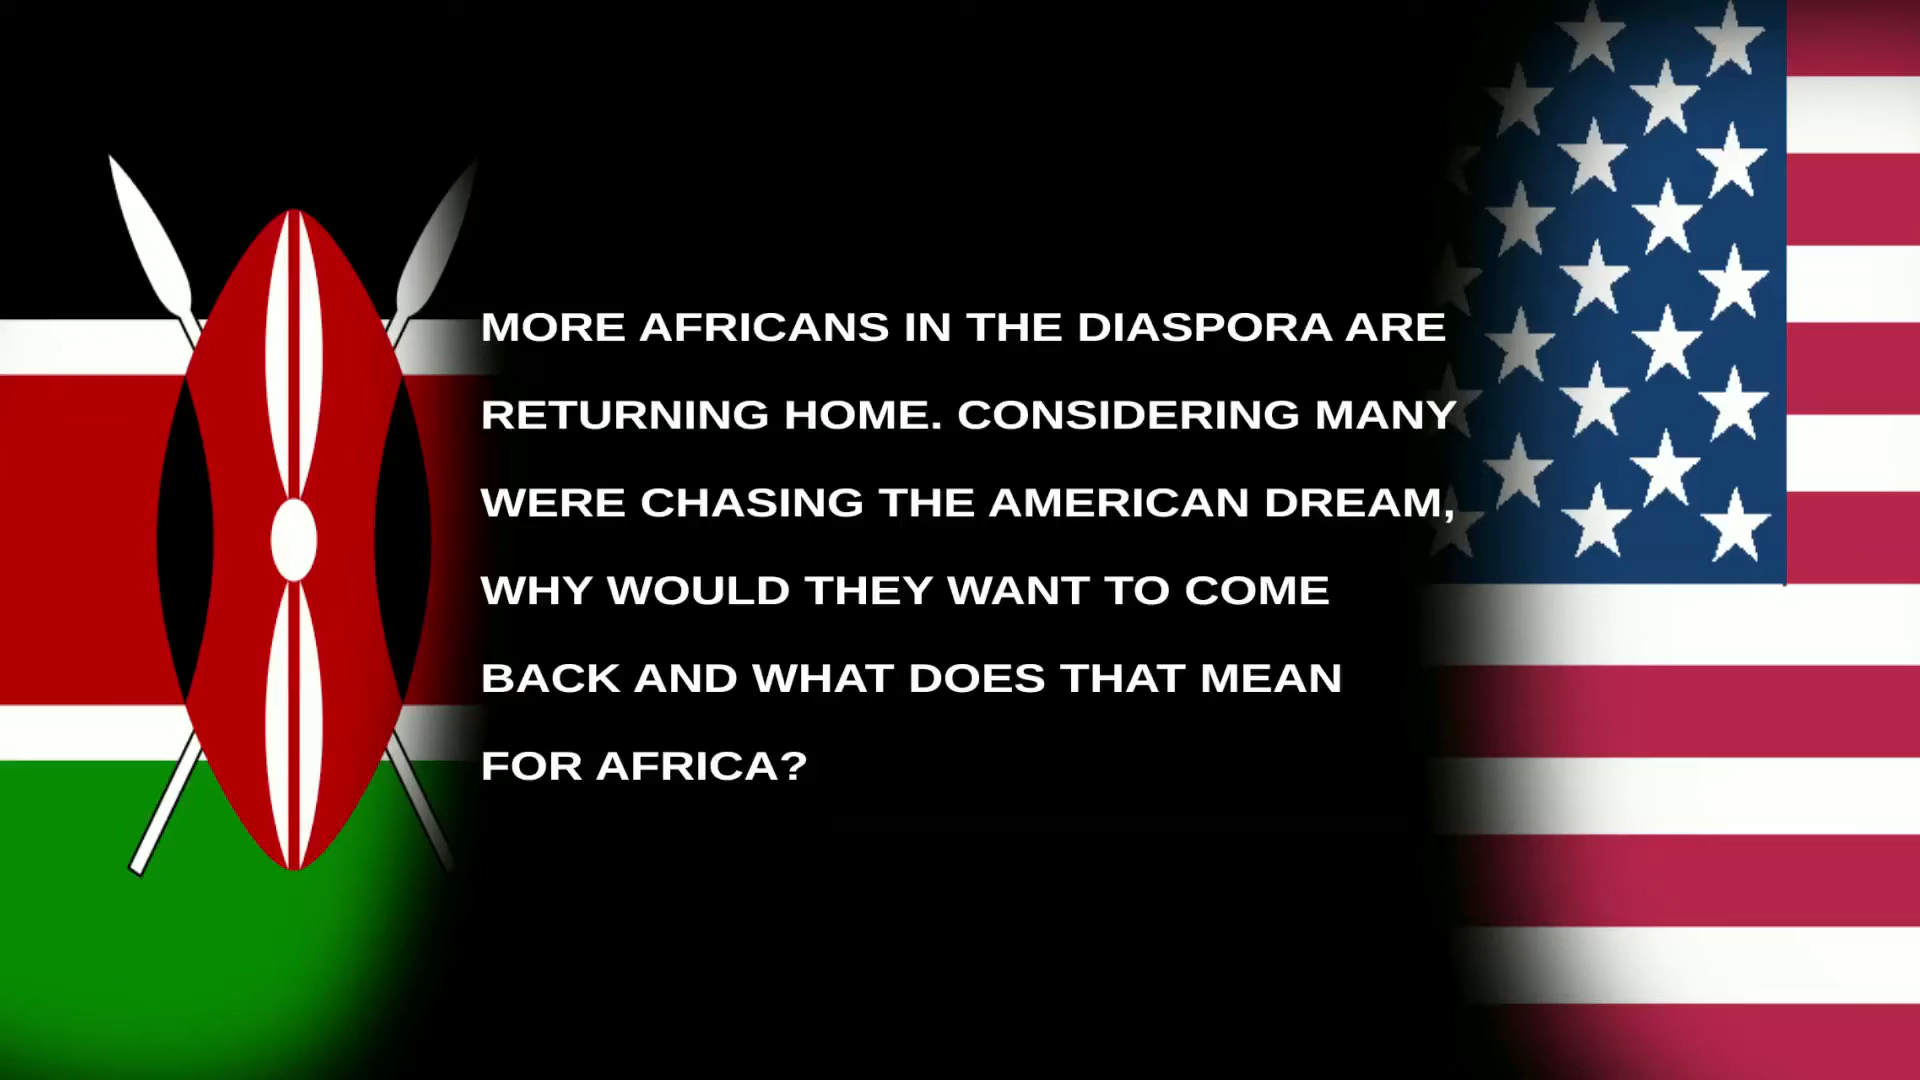 MORE AFRICANS IN THE DIASPORA ARE
RETURNING HOME. CONSIDERING MANY
WERE CHASING THE AMERICAN DREAM,
WHY WOULD THEY WANT TO COME
BACK AND WHAT DOES THAT MEAN
FOR AFRICA?